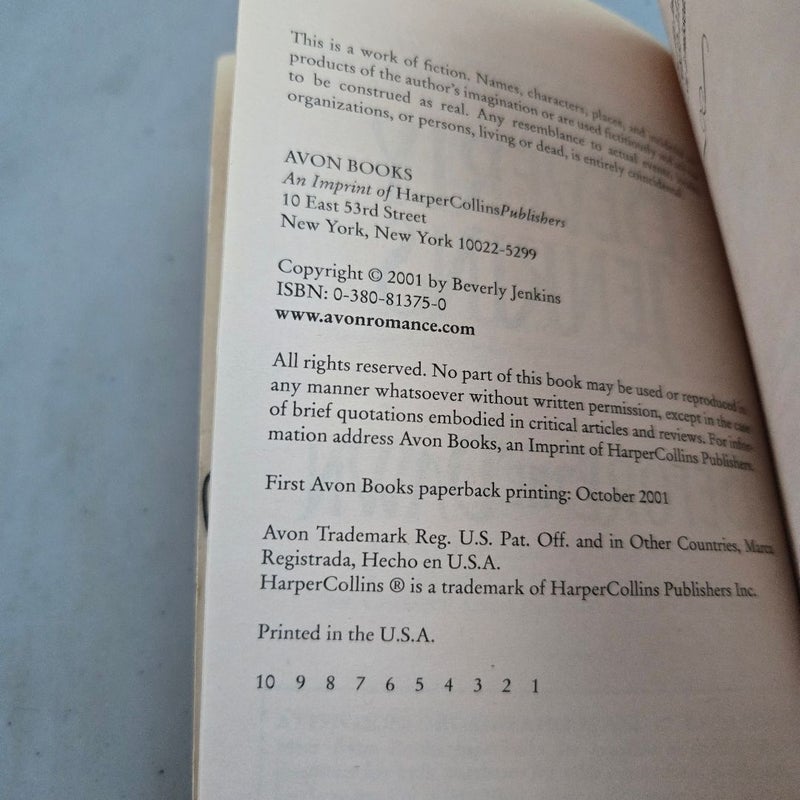 This is a work of fiction. Names, characters, places, and incidents
products of the author's imagination or are used fictitiously
to be construed as real. Any resemblance to actual events,
organizations, or persons, living or dead, is entirely coincidental.
AVON BOOKS
An Imprint of HarperCollinsPublishers
10 East 53rd Street
New York, New York 10022-5299
Copyright © 2001 by Beverly Jenkins
ISBN: 0-380-81375-0
www.avonromance.com
All rights reserved. No part of this book may be used or reproduced in
any manner whatsoever without written permission, except in the case
of brief quotations embodied in critical articles and reviews. For infor-
mation address Avon Books, an Imprint of HarperCollins Publishers.
First Avon Books paperback printing: October 2001
Avon Trademark Reg. U.S. Pat. Off. and in Other Countries, Marca
Registrada, Hecho en U.S.A.
HarperCollins ® is a trademark of HarperCollins Publishers Inc.
Printed in the U.S.A.
10 9 8 7 6 5 4 3 2 1